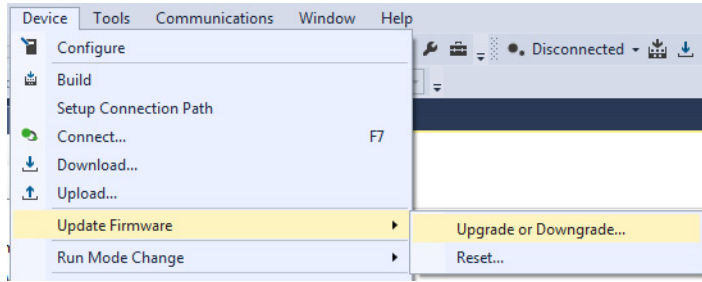 Device Tools Communications Window Help
Configure
Disconnected
Build
Setup Connection Path
Connect... F7
Download...
Upload...
Update Firmware
Upgrade or Downgrade...
Run Mode Change
Reset...